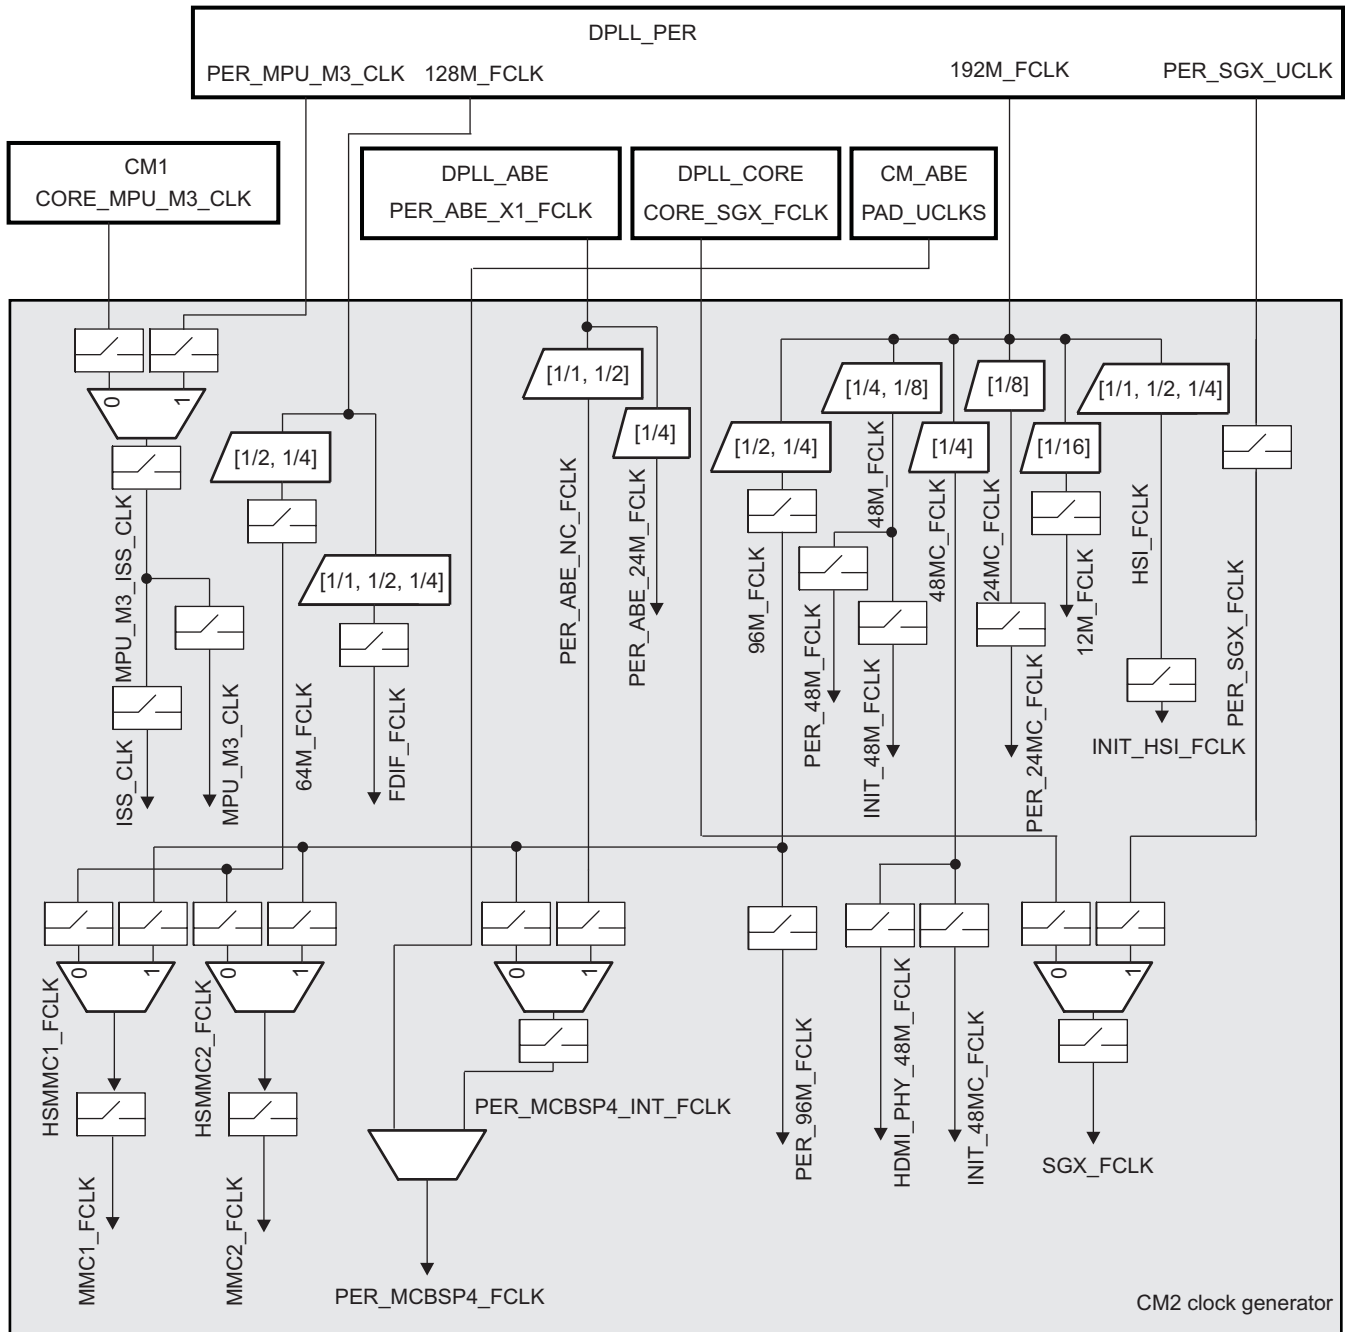 DPLL_PER
PER_MPU_M3_CLK
128M_FCLK
192M_FCLK
PER_SGX_UCLK
CM1
CORE_MPU_M3_CLK
DPLL_ABE
PER_ABE_X1_FCLK
DPLL_CORE
CORE_SGX_FCLK
CM_ABE
PAD_UCLKS
0
1
[1/2, 1/4]
[1/1, 1/2, 1/4]
[1/1, 1/2]
[1/4]
[1/2, 1/4]
[1/4, 1/8]
[1/4]
[1/8]
[1/16]
[1/1, 1/2, 1/4]
MPU_M3_ISS_CLK
ISS_CLK
MPU_M3_CLK
64M_FCLK
FDIF_FCLK
PER_ABE_NC_FCLK
PER_ABE_24M_FCLK
96M_FCLK
48M_FCLK
PER_48M_FCLK
INIT_48M_FCLK
48MC_FCLK
24MC_FCLK
PER_24MC_FCLK
12M_FCLK
HSI_FCLK
INIT_HSI_FCLK
PER_SGX_FCLK
0
1
0
1
0
1
0
1
HSMMC1_FCLK
HSMMC2_FCLK
PER_MCBSP4_INT_FCLK
PER_96M_FCLK
HDMI_PHY_48M_FCLK
INIT_48MC_FCLK
SGX_FCLK
MMC1_FCLK
MMC2_FCLK
PER_MCBSP4_FCLK
CM2 clock generator